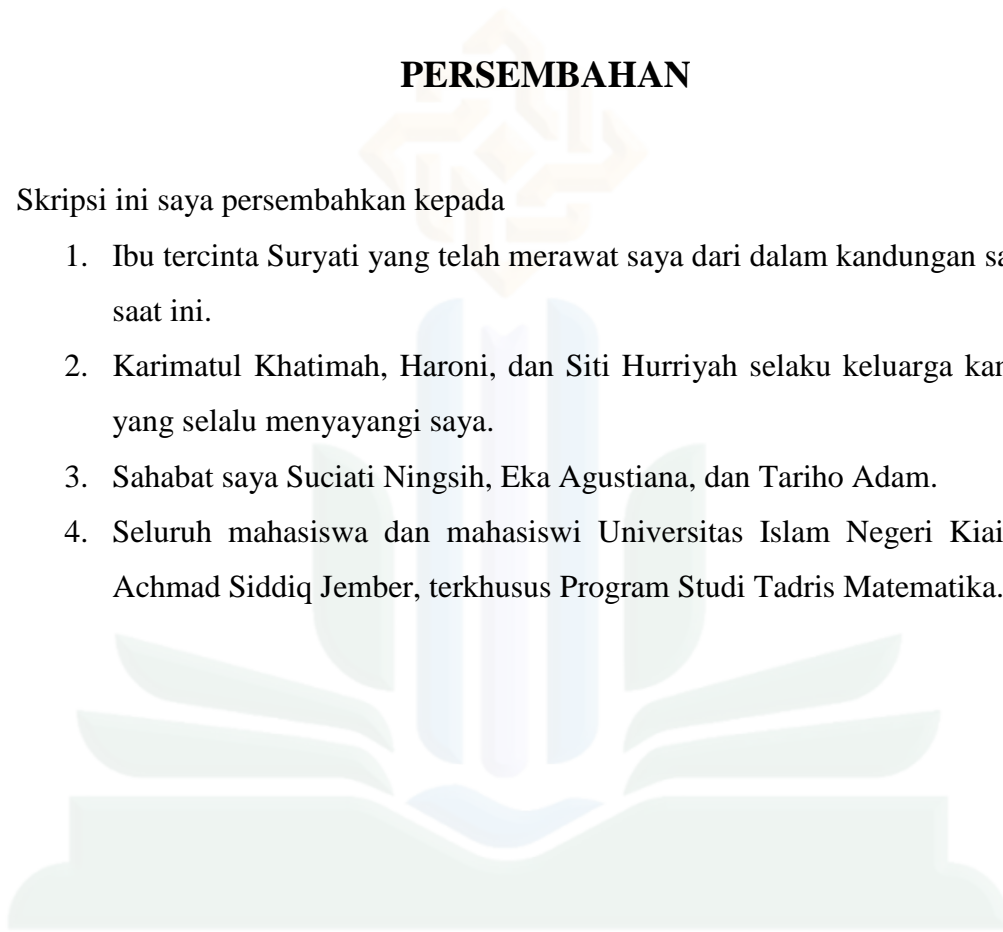 PERSEMBAHAN
Skripsi ini saya persembahkan kepada
1. Ibu tercinta Suryati yang telah merawat saya dari dalam kandungan
saat ini.
2. Karimatul Khatimah, Haroni, dan Siti Hurriyah selaku keluarga
yang selalu menyayangi saya.
3. Sahabat saya Suciati Ningsih, Eka Agustiana, dan Tariho Adam.
4. Seluruh mahasiswa dan mahasiswi Universitas Islam Negeri Kiai
Achmad Siddiq Jember, terkhusus Program Studi Tadris Matematika.